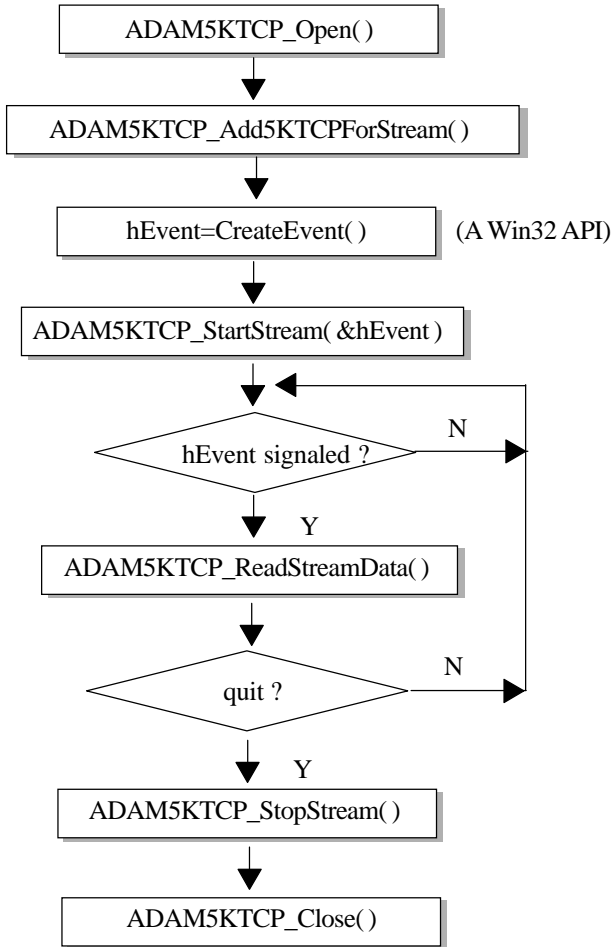 ADAM5KTCP_Open( )
ADAM5KTCP_Add5KTCPForStream( )
hEvent=CreateEvent( ) (A Win32 API)
ADAM5KTCP_StartStream( &hEvent )
hEvent signaled ?
N
Y
ADAM5KTCP_ReadStreamData( )
quit ?
N
Y
ADAM5KTCP_StopStream( )
ADAM5KTCP_Close( )